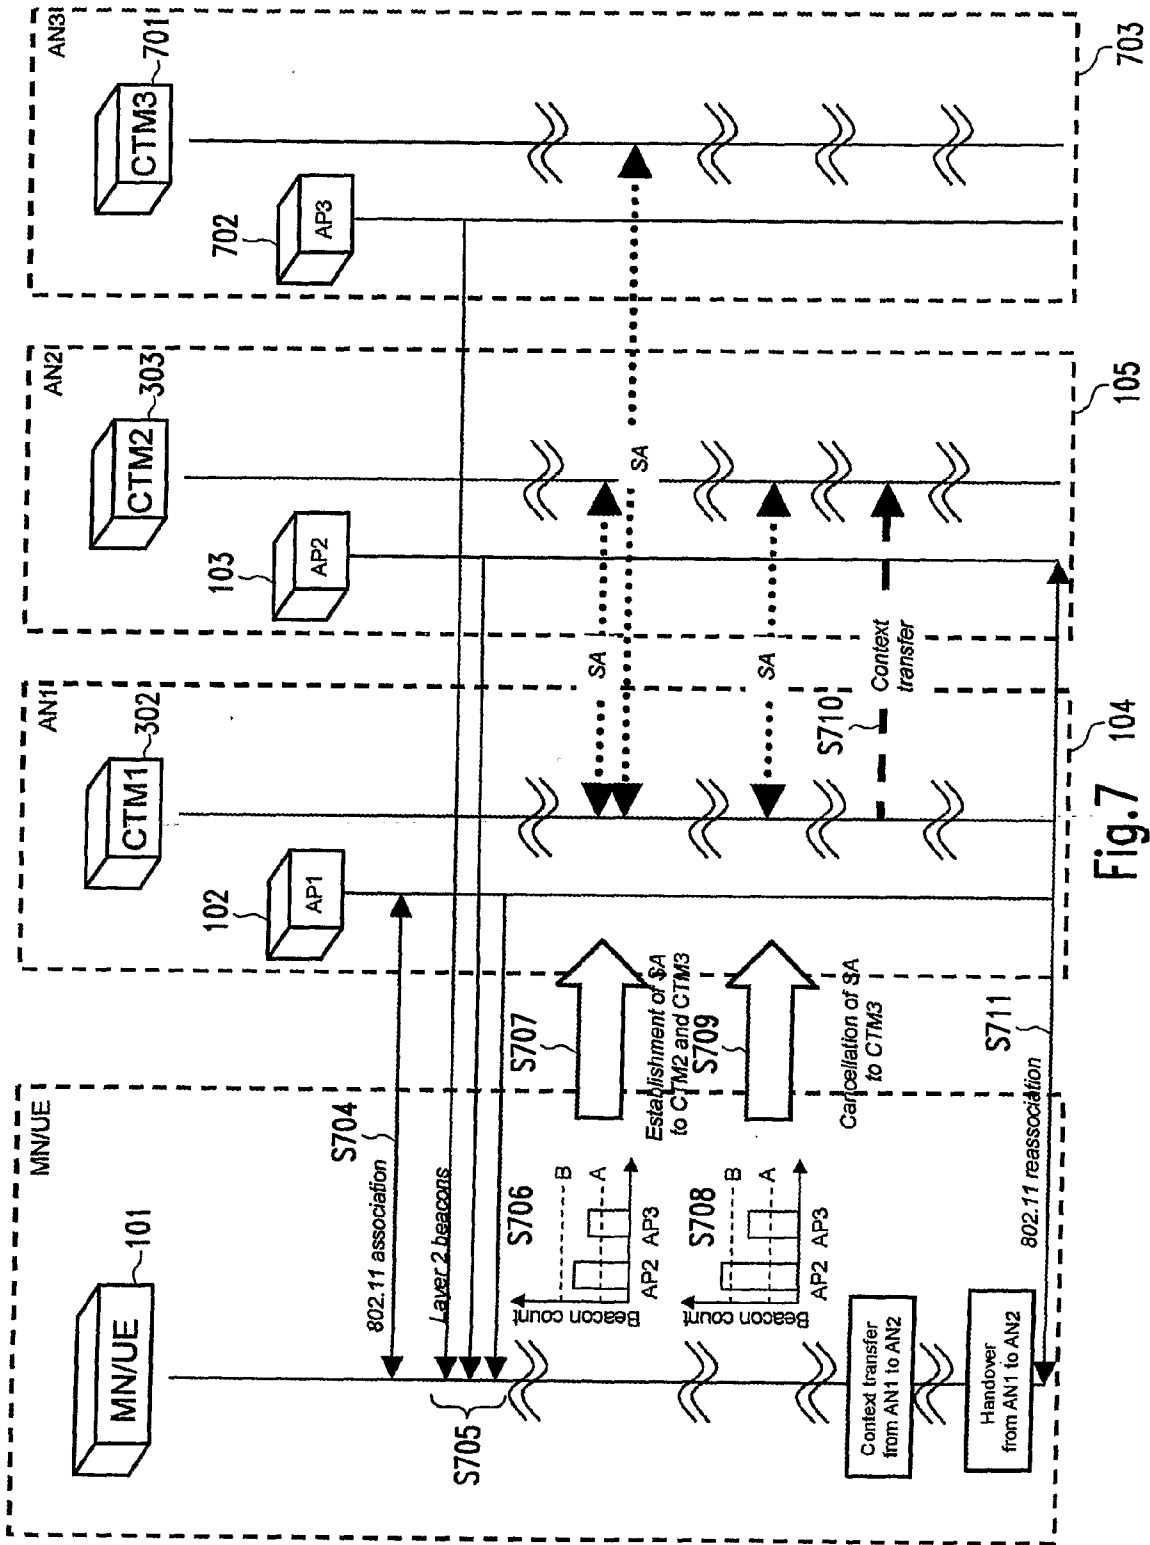 MN/UE
AN1
AN2
AN3
101
302
303
701
MN/UE
CTM1
CTM2
CTM3
102
103
702
AP1
AP2
AP3
S704
802.11 association
Layer 2 beacons
S705
S706
Beacon count
B
A
AP2 AP3
S707
Establishment of SA
to CTM2 and CTM3
SA
SA
S708
Beacon count
B
A
AP2 AP3
S709
Cancellation of SA
to CTM3
SA
Context transfer
from AN1 to AN2
S710
Context
transfer
Handover
from AN1 to AN2
802.11 reassociation
S711
104
105
703
Fig.7